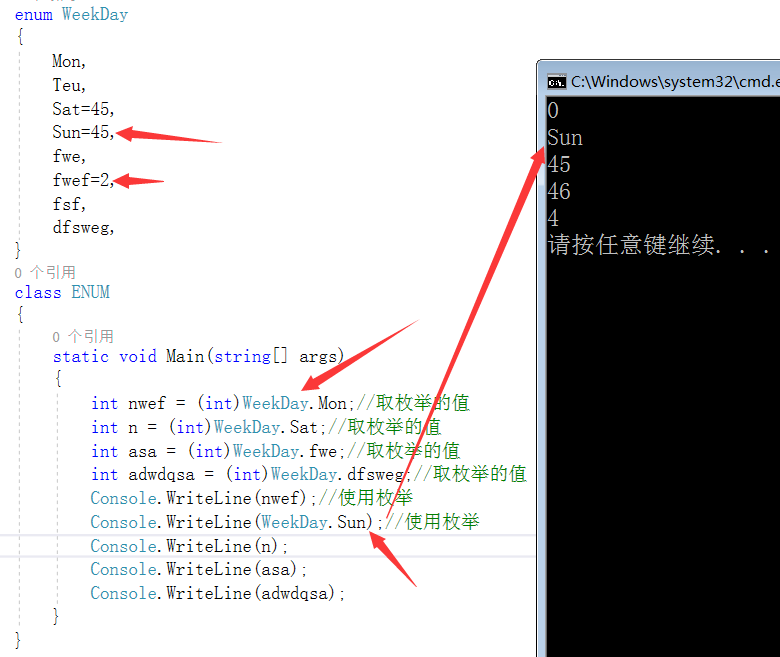 enum WeekDay
{
Mon,
Teu,
Sat=45,
Sun=45,
fwe,
fwef=2,
fsf,
dfsweg,
}
0 个引用
class ENUM
{
0 个引用
static void Main(string[] args)
{
int nwef = (int)WeekDay.Mon;//取枚举的值
int n = (int)WeekDay.Sat;//取枚举的值
int asa = (int)WeekDay.fwe;//取枚举的值
int adwdqsa = (int)WeekDay.dfsweg;//取枚举的值
Console.WriteLine(nwef);//使用枚举
Console.WriteLine(WeekDay.Sun);//使用枚举
Console.WriteLine(n);
Console.WriteLine(asa);
Console.WriteLine(adwdqsa);
}
}
C:\Windows\system32\cmd.e
0
Sun
45
46
4
请按任意键继续. . .